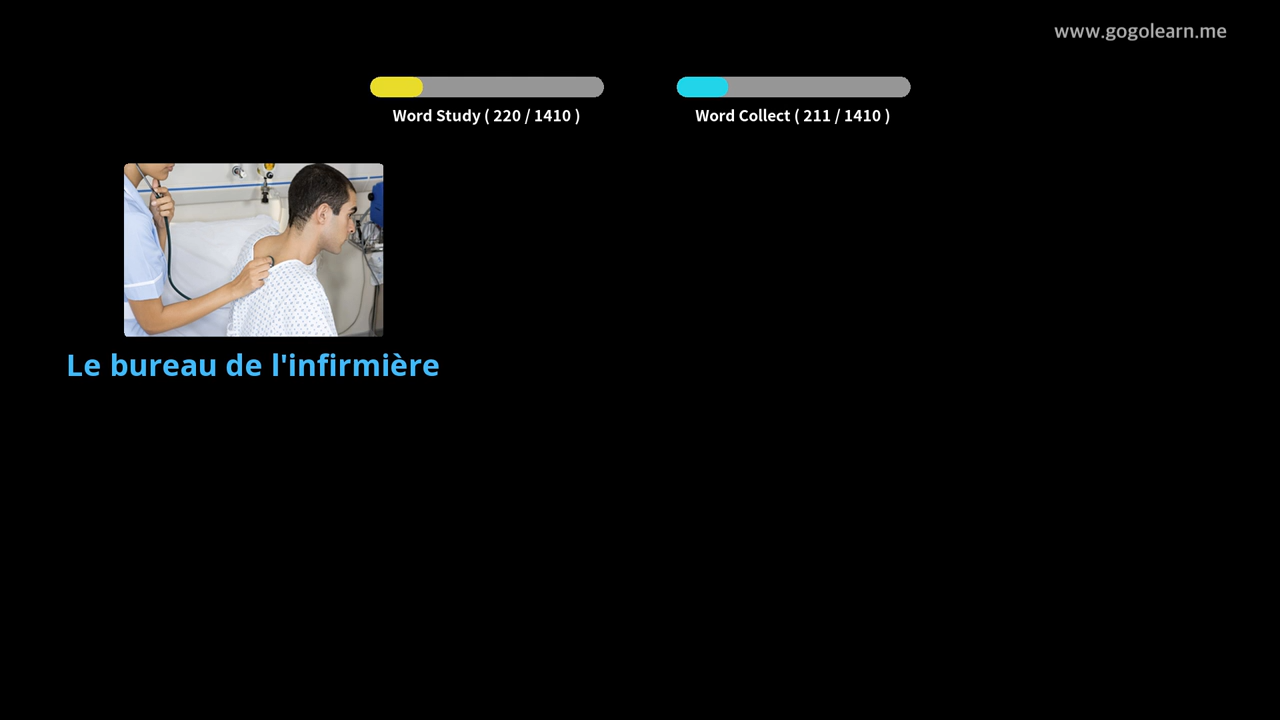 www.gogolearn.me
Word Study ( 220 / 1410 )
Word Collect ( 211 / 1410 )
Le bureau de l'infirmière